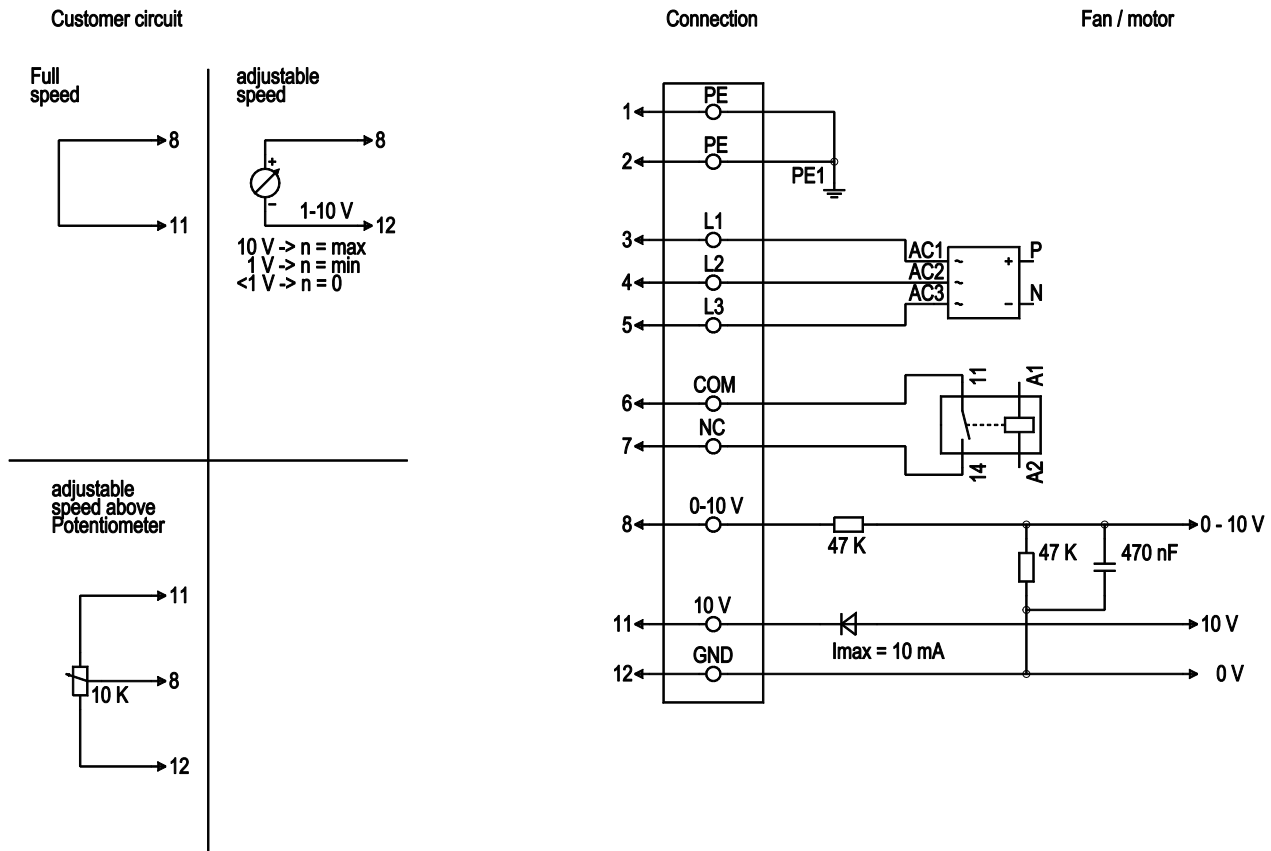 Customer circuit
Connection
Fan / motor
Full
speed
8
11
adjustable
speed
8
+
−
1-10 V
12
10 V -> n = max
1 V -> n = min
<1 V -> n = 0
adjustable
speed above
Potentiometer
11
8
10 K
12
1
PE
2
PE
PE1
3
L1
4
L2
5
L3
AC1
AC2
AC3
~
~
~
+
−
P
N
6
COM
7
NC
11
14
A1
A2
8
0-10 V
47 K
47 K
470 nF
0 - 10 V
11
10 V
Imax = 10 mA
10 V
12
GND
0 V